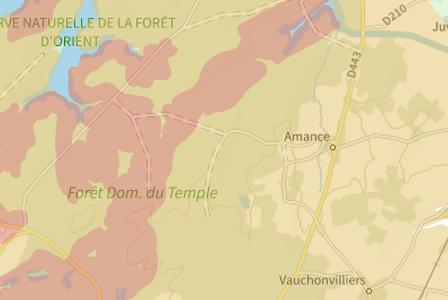 RVE NATURELLE DE LA FORÊT
D'ORIENT
D210
Ju
D443
Amance
Forêt Dom. du Temple
Vauchonvilliers